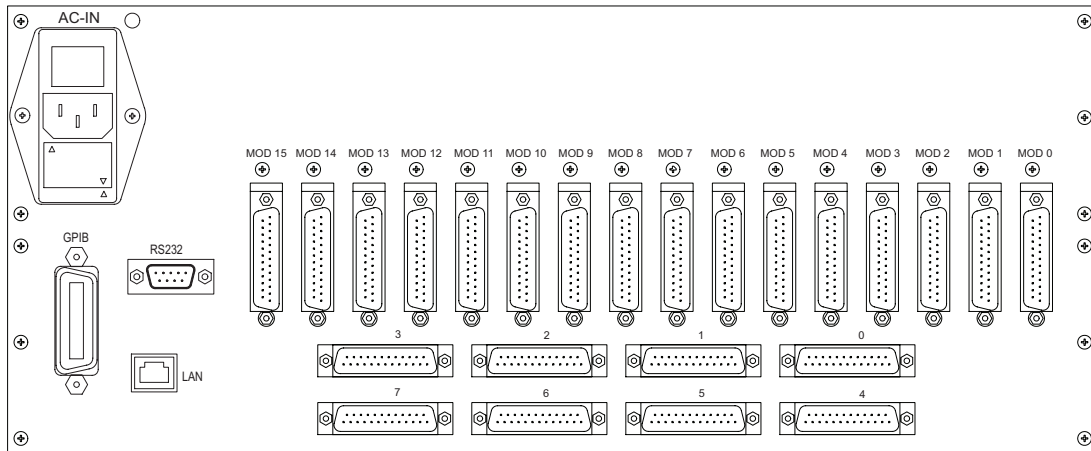 AC-IN
MOD 15 MOD 14 MOD 13 MOD 12 MOD 11 MOD 10 MOD 9 MOD 8 MOD 7 MOD 6 MOD 5 MOD 4 MOD 3 MOD 2 MOD 1 MOD 0
GPIB
RS232
LAN
3 2 1 0
7 6 5 4